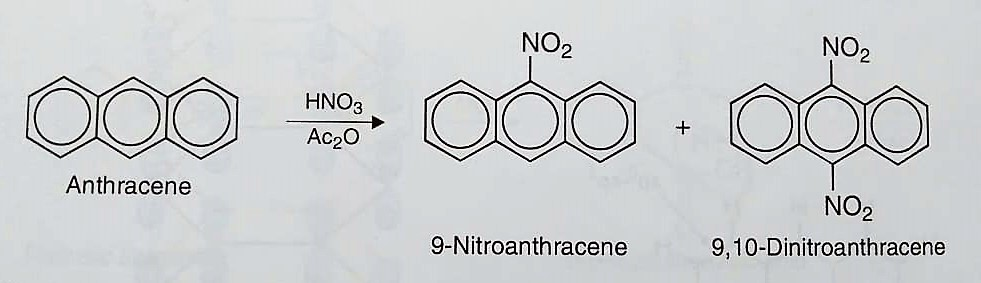 NO₂
NO₂
HNO₃
Ac₂O
+
Anthracene
NO₂
9-Nitroanthracene
9,10-Dinitroanthracene